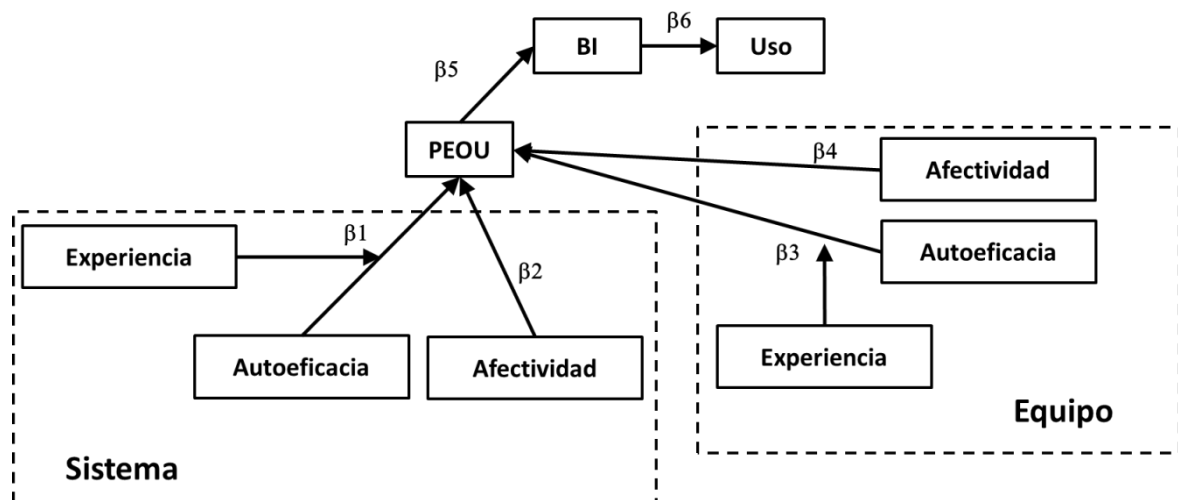 β6
BI
Uso
β5
PEOU
β4
Afectividad
Experiencia
β1
Autoeficacia
β3
β2
Autoeficacia
Afectividad
Experiencia
Equipo
Sistema